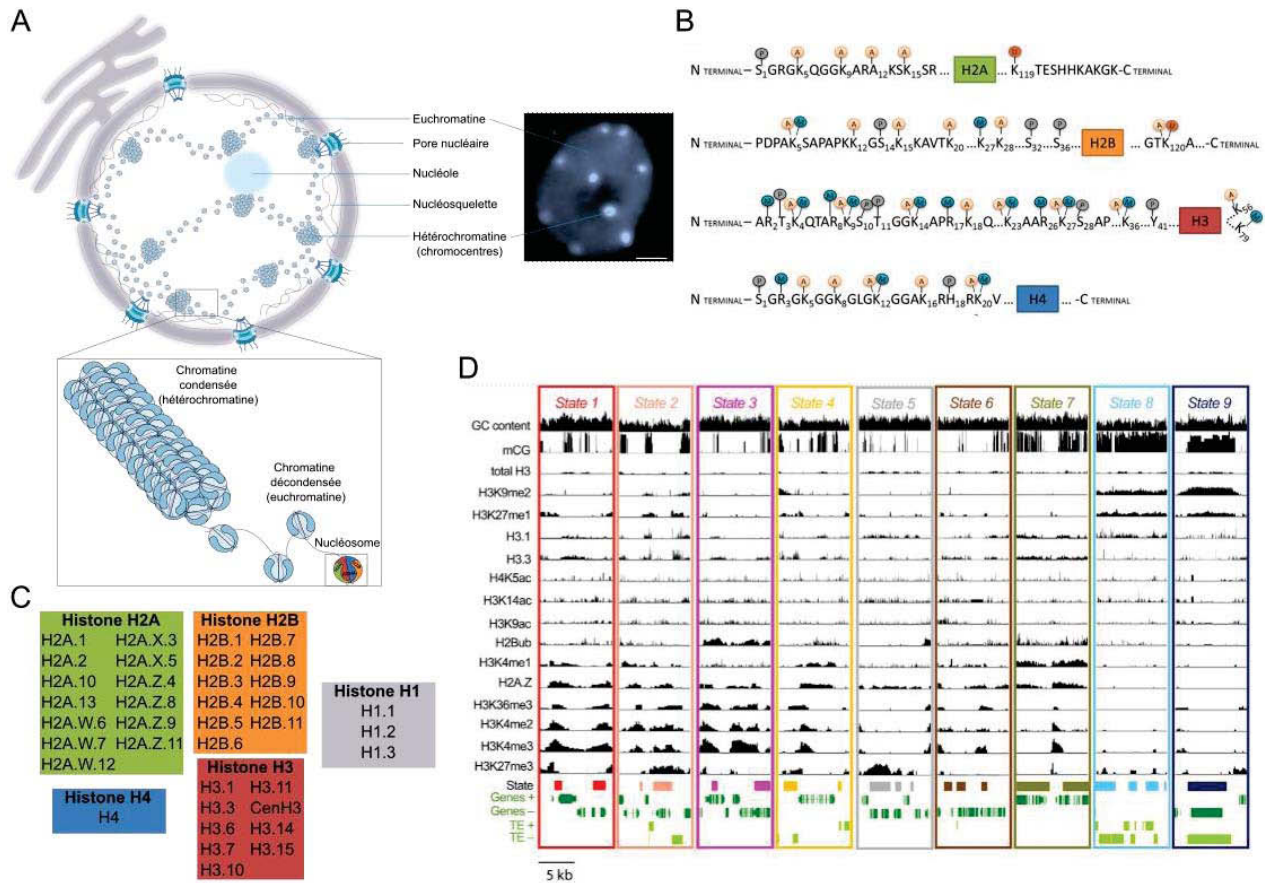 A
Euchromatine
Pore nucléaire
Nucléole
Nucléosquelette
Hétérochromatine
(chromocentres)
Chromatine
condensée
(hétérochromatine)
Chromatine
décondensée
(euchromatine)
Nucléosome
B
N TERMINAL – S1GRGK5QGGK9ARA12KSK15SR ... H2A ... K119TESHHKAKGK-C TERMINAL
N TERMINAL – PDPAK5SAPAPKK12GS14K15KAVTK20 ...K27K28...S32 ...S36... H2B ... GTK120A... -C TERMINAL
N TERMINAL – AR2T3K4QTAR8K9S10T11GGK14APR17K18Q...K23AAR26K27S28AP...K36...Y41.... H3 K56
K79
N TERMINAL – S1GR3GK5GGK8GLGK12GGAK16RH18RK20V... H4 ... -C TERMINAL
C
Histone H2A
H2A.1 H2A.X.3
H2A.2 H2A.X.5
H2A.10 H2A.Z.4
H2A.13 H2A.Z.8
H2A.W.6 H2A.Z.9
H2A.W.7 H2A.Z.11
H2A.W.12
Histone H2B
H2B.1 H2B.7
H2B.2 H2B.8
H2B.3 H2B.9
H2B.4 H2B.10
H2B.5 H2B.11
H2B.6
Histone H1
H1.1
H1.2
H1.3
Histone H4
H4
Histone H3
H3.1 H3.11
H3.3 CenH3
H3.6 H3.14
H3.7 H3.15
H3.10
D
State 1 State 2 State 3 State 4 State 5 State 6 State 7 State 8 State 9
GC content
mCG
total H3
H3K9me2
H3K27me1
H3.1
H3.3
H4K5ac
H3K14ac
H3K9ac
H2Bub
H3K4me1
H2A.Z
H3K36me3
H3K4me2
H3K4me3
H3K27me3
State
Genes +
Genes –
TE +
TE –
5 kb